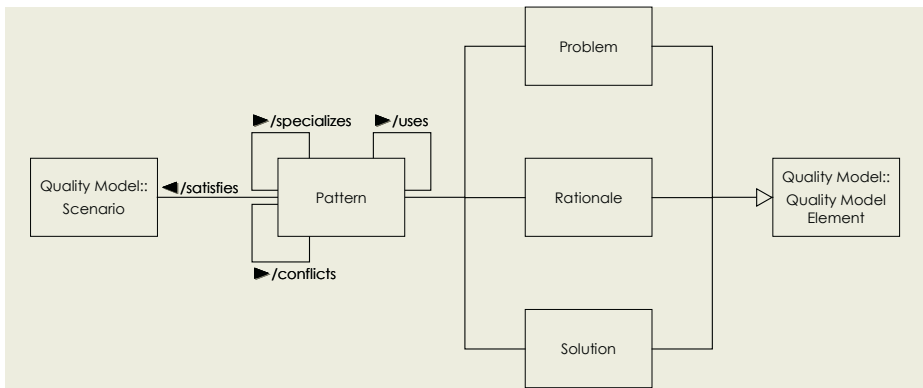 Problem
/specializes
/uses
Quality Model::
Scenario
/satisfies
Pattern
Rationale
Quality Model::
Quality Model
Element
/conflicts
Solution